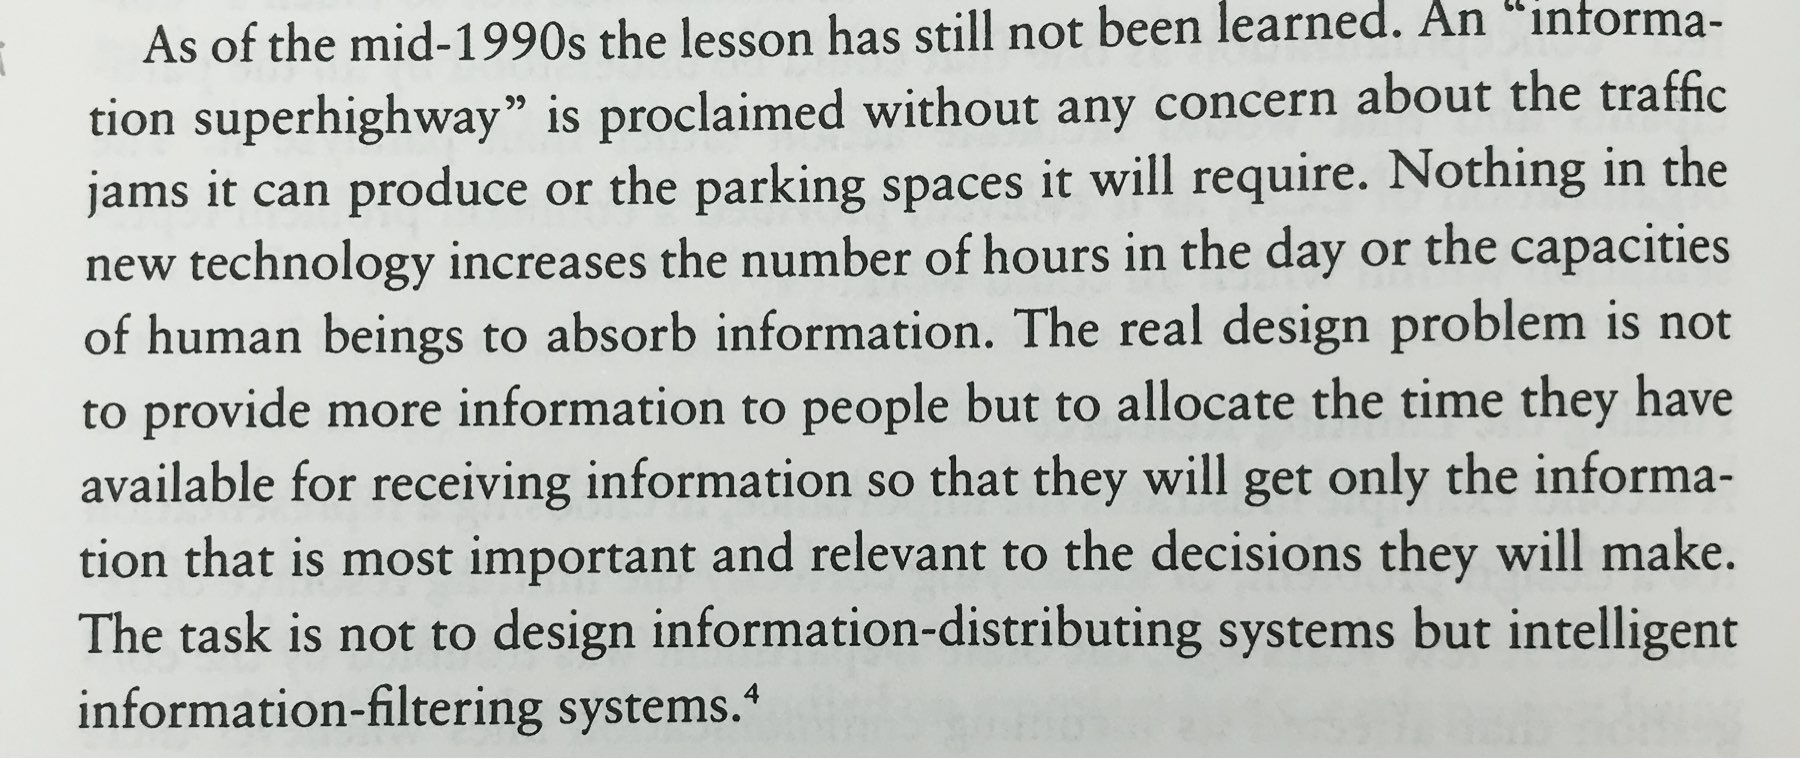 As of the mid-1990s the lesson has still not been learned. An “informa-
tion superhighway” is proclaimed without any concern about the traffic
jams it can produce or the parking spaces it will require. Nothing in the
new technology increases the number of hours in the day or the capacities
of human beings to absorb information. The real design problem is not
to provide more information to people but to allocate the time they have
available for receiving information so that they will get only the informa-
tion that is most important and relevant to the decisions they will make.
The task is not to design information-distributing systems but intelligent
information-filtering systems.⁴